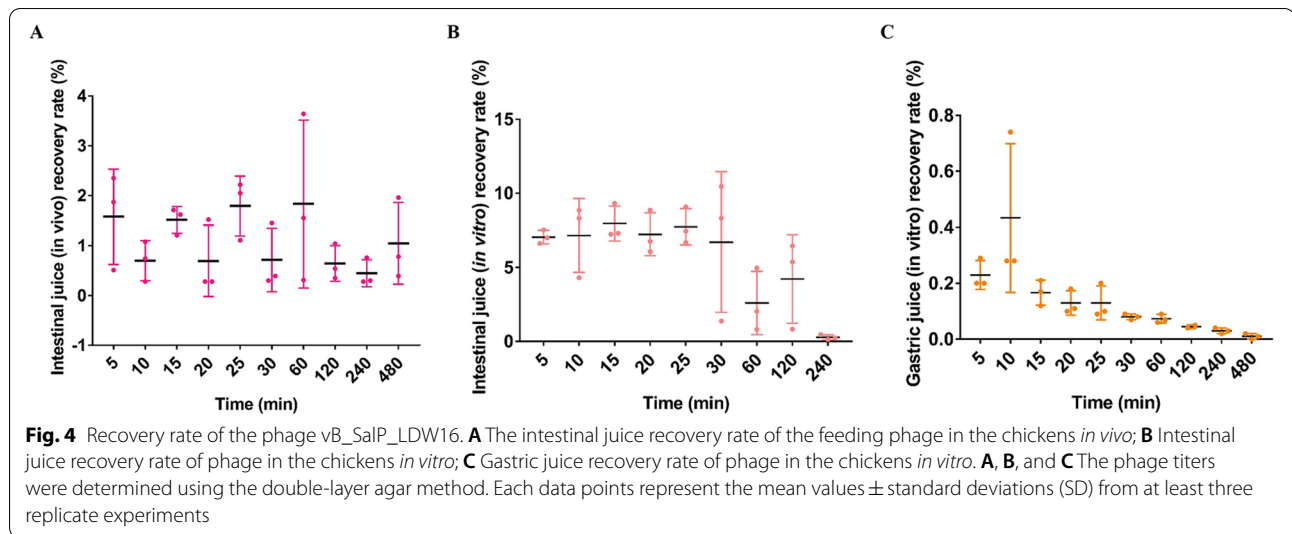 A
Intestinal juice (in vivo) recovery rate (%)
4
3
2
1
0
-1
5 10 15 20 25 30 60 120 240 480
Time (min)
B
Intestinal juice (in vitro) recovery rate (%)
15
10
5
0
5 10 15 20 25 30 60 120 240
Time (min)
C
Gastric juice (in vitro) recovery rate (%)
0.8
0.6
0.4
0.2
0.0
5 10 15 20 25 30 60 120 240 480
Time (min)
Fig. 4 Recovery rate of the phage vB_SalP_LDW16. A The intestinal juice recovery rate of the feeding phage in the chickens in vivo; B Intestinal
juice recovery rate of phage in the chickens in vitro; C Gastric juice recovery rate of phage in the chickens in vitro. A, B, and C The phage titers
were determined using the double-layer agar method. Each data points represent the mean values ± standard deviations (SD) from at least three
replicate experiments